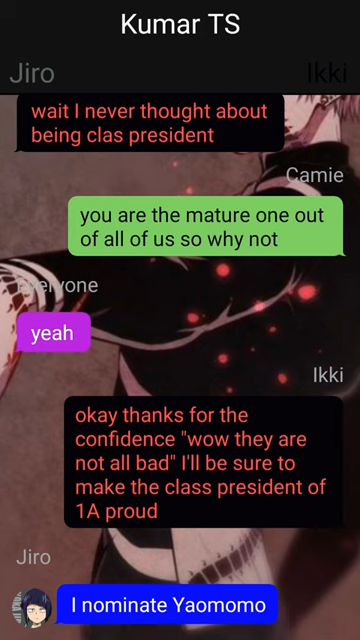 Kumar TS
Jiro
Ikki
wait I never thought about
being clas president
Camie
you are the mature one out
of all of us so why not
Everyone
yeah
Ikki
okay thanks for the
confidence "wow they are
not all bad" I'll be sure to
make the class president of
1A proud
Jiro
I nominate Yaomomo